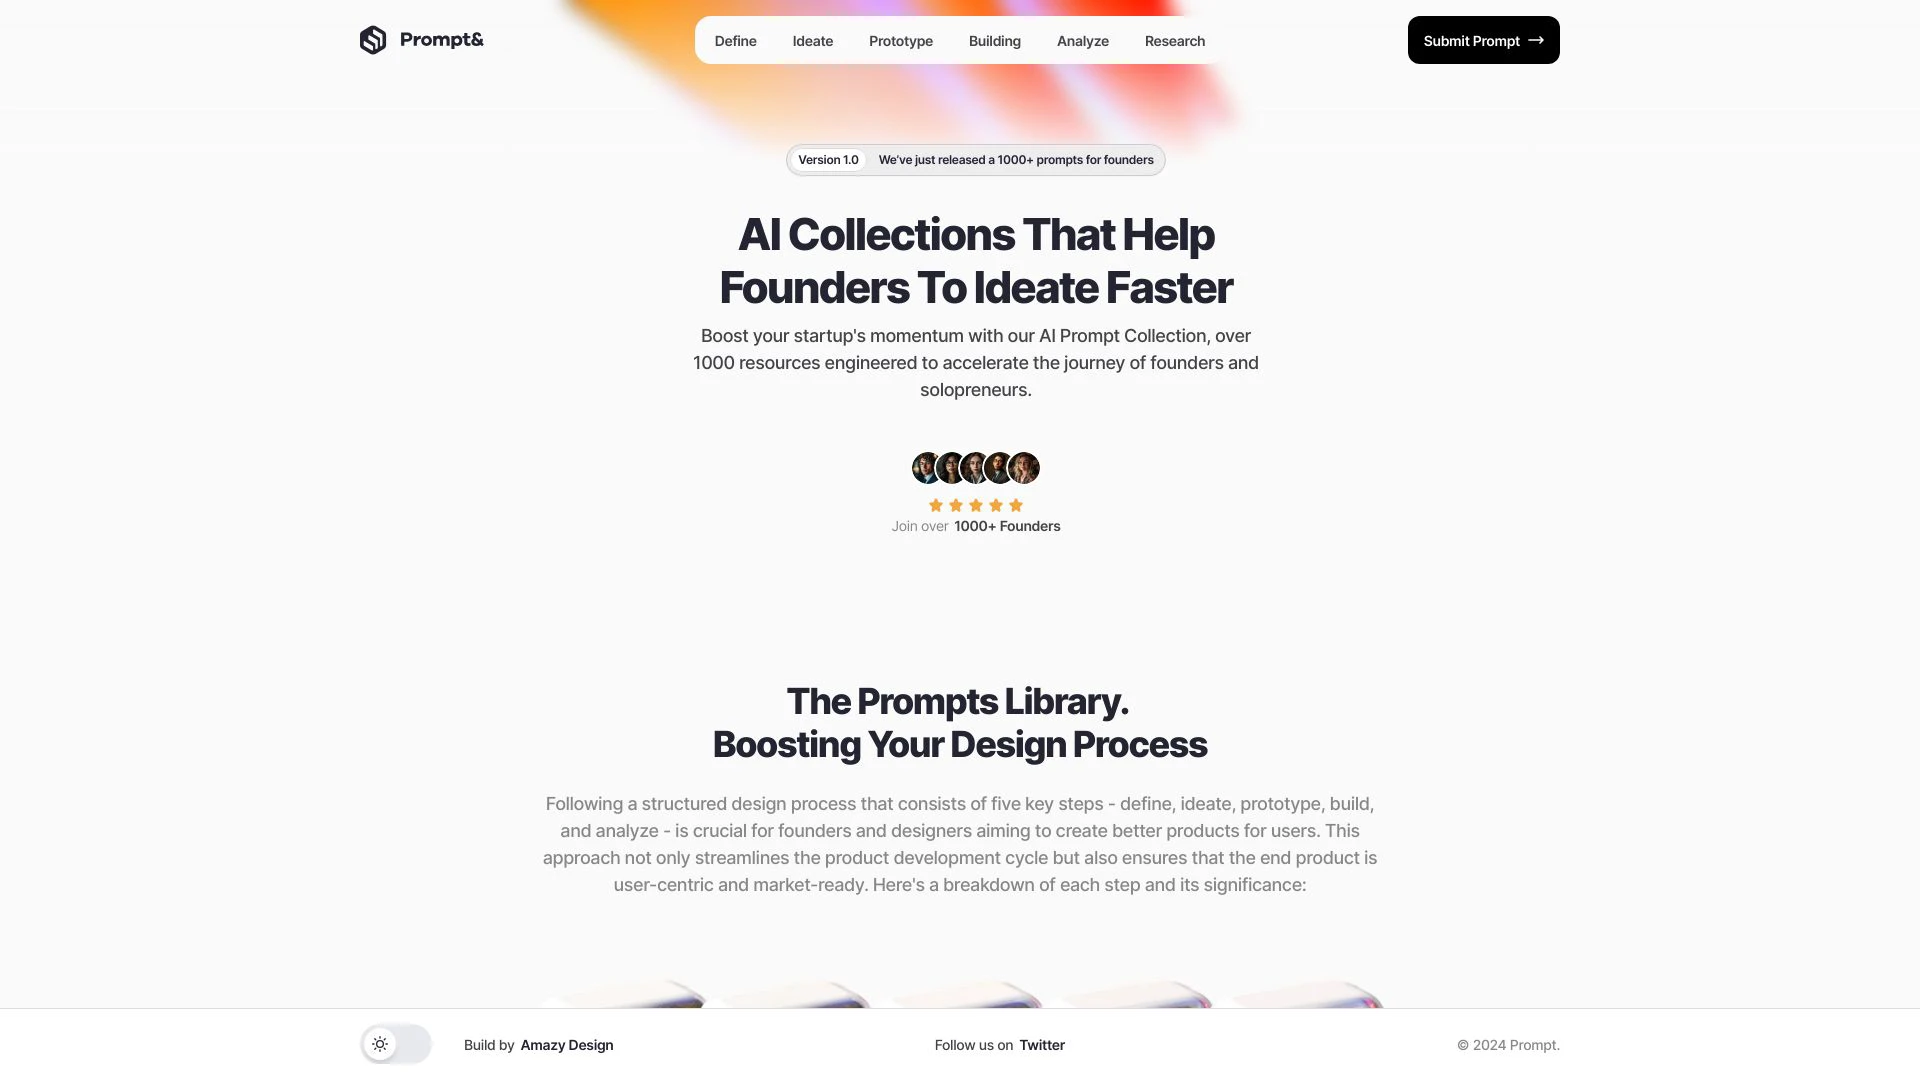 Prompt&
Define Ideate Prototype Building Analyze Research
Submit Prompt →
Version 1.0 We've just released a 1000+ prompts for founders
AI Collections That Help
Founders To Ideate Faster
Boost your startup's momentum with our AI Prompt Collection, over
1000 resources engineered to accelerate the journey of founders and
solopreneurs.
Join over 1000+ Founders
The Prompts Library.
Boosting Your Design Process
Following a structured design process that consists of five key steps - define, ideate, prototype, build,
and analyze - is crucial for founders and designers aiming to create better products for users. This
approach not only streamlines the product development cycle but also ensures that the end product is
user-centric and market-ready. Here's a breakdown of each step and its significance:
Build by Amazy Design
Follow us on Twitter
© 2024 Prompt.